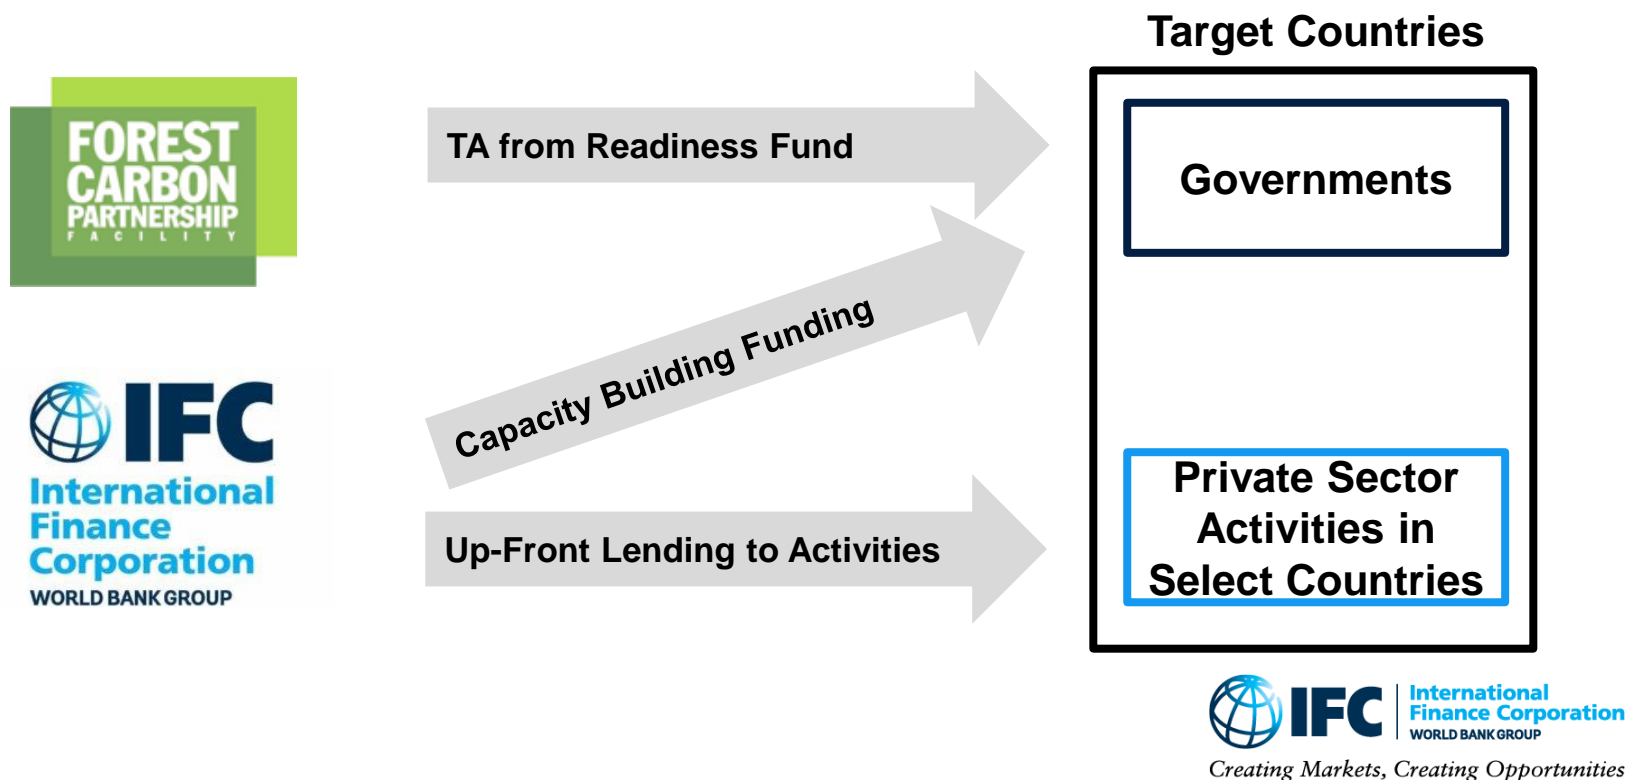 Target Countries
FOREST
CARBON
PARTNERSHIP
FACILITY
TA from Readiness Fund
Governments
Capacity Building Funding
IFC
International
Finance
Corporation
WORLD BANK GROUP
Up-Front Lending to Activities
Private Sector
Activities in
Select Countries
IFC
International
Finance Corporation
WORLD BANK GROUP
Creating Markets, Creating Opportunities